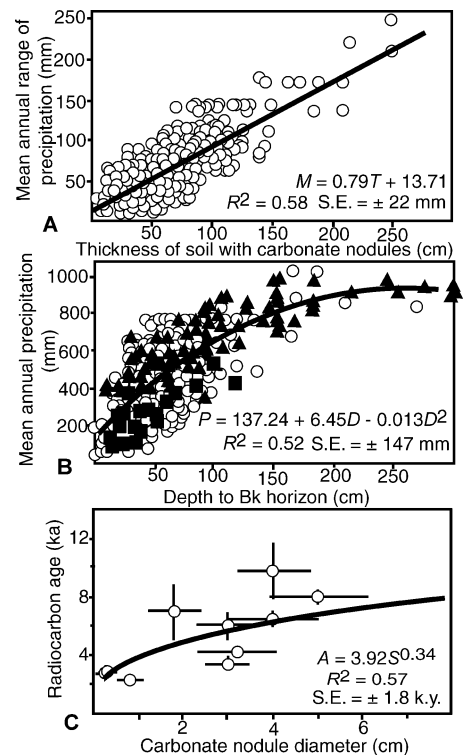 250
200
150
100
50
Mean annual range of
precipitation (mm)
M = 0.79T + 13.71
R2 = 0.58 S.E. = ± 22 mm
A
50 100 150 200 250
Thickness of soil with carbonate nodules (cm)
1000
800
600
400
200
Mean annual precipitation
(mm)
P = 137.24 + 6.45D - 0.013D2
R2 = 0.52 S.E. = ± 147 mm
B
50 100 150 200 250
Depth to Bk horizon (cm)
12
8
4
Radiocarbon age (ka)
A = 3.92S0.34
R2 = 0.57
S.E. = ± 1.8 k.y.
C
2 4 6
Carbonate nodule diameter (cm)